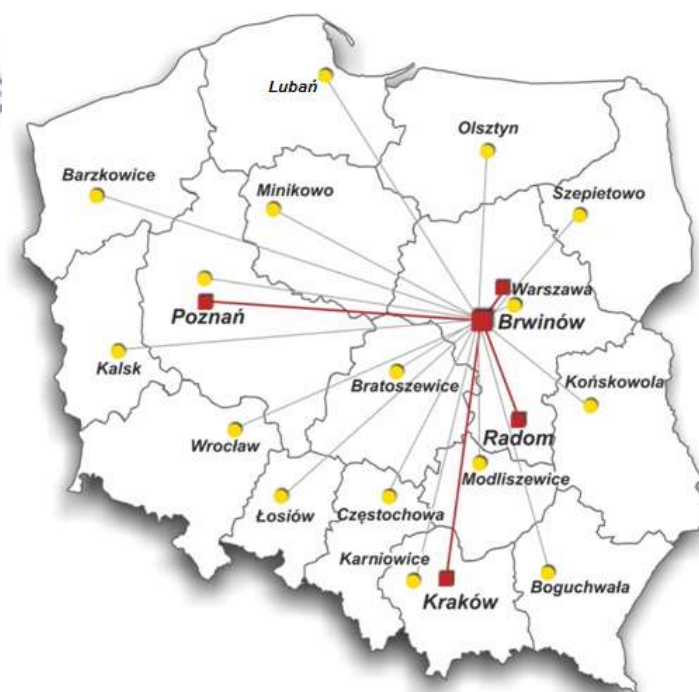 Lubań
Olsztyn
Barzkowice
Minikowo
Szepietowo
Warszawa
Poznań
Brwinów
Kalsk
Bratoszewice
Końskowola
Wrocław
Radom
Modliszewice
Łosiów
Częstochowa
Karniowice
Boguchwała
Kraków